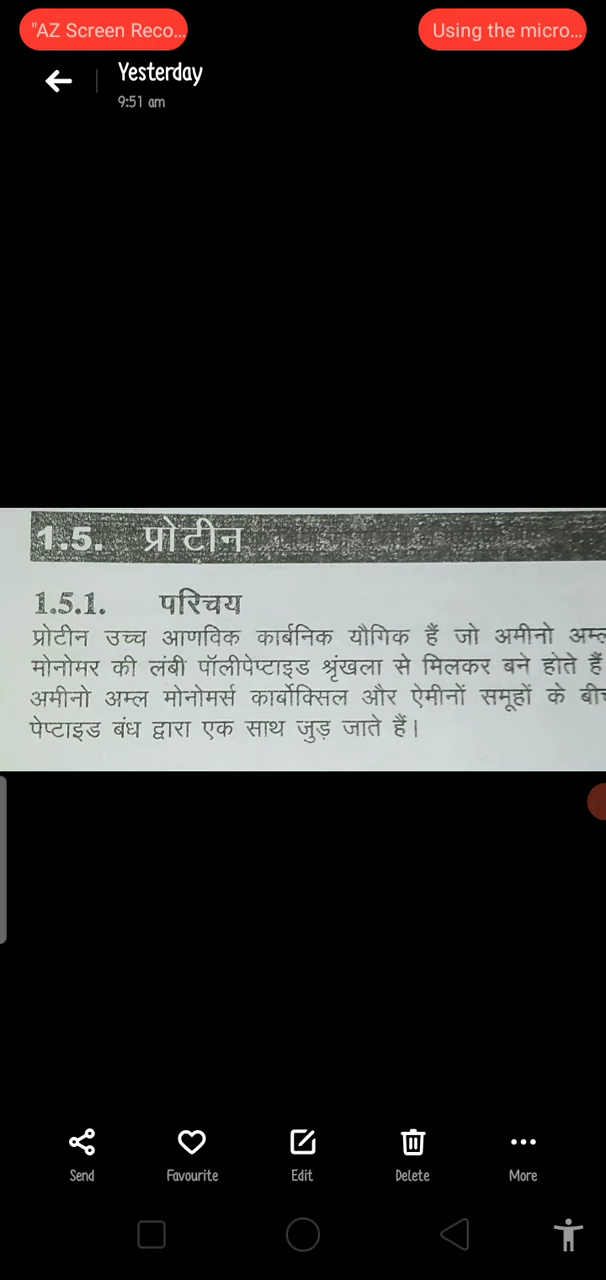 "AZ Screen Reco...
Using the micro...
Yesterday
9:51 am
1.5. प्रोटीन
1.5.1. परिचय
प्रोटीन उच्च आणविक कार्बनिक यौगिक हैं जो अमीनो अम्ल
मोनोमर की लंबी पॉलीपेप्टाइड श्रृंखला से मिलकर बने होते हैं
अमीनो अम्ल मोनोमर्स कार्बोक्सिल और ऐमीनों समूहों के बीच
पेप्टाइड बंध द्वारा एक साथ जुड़ जाते हैं।
Send
Favourite
Edit
Delete
More